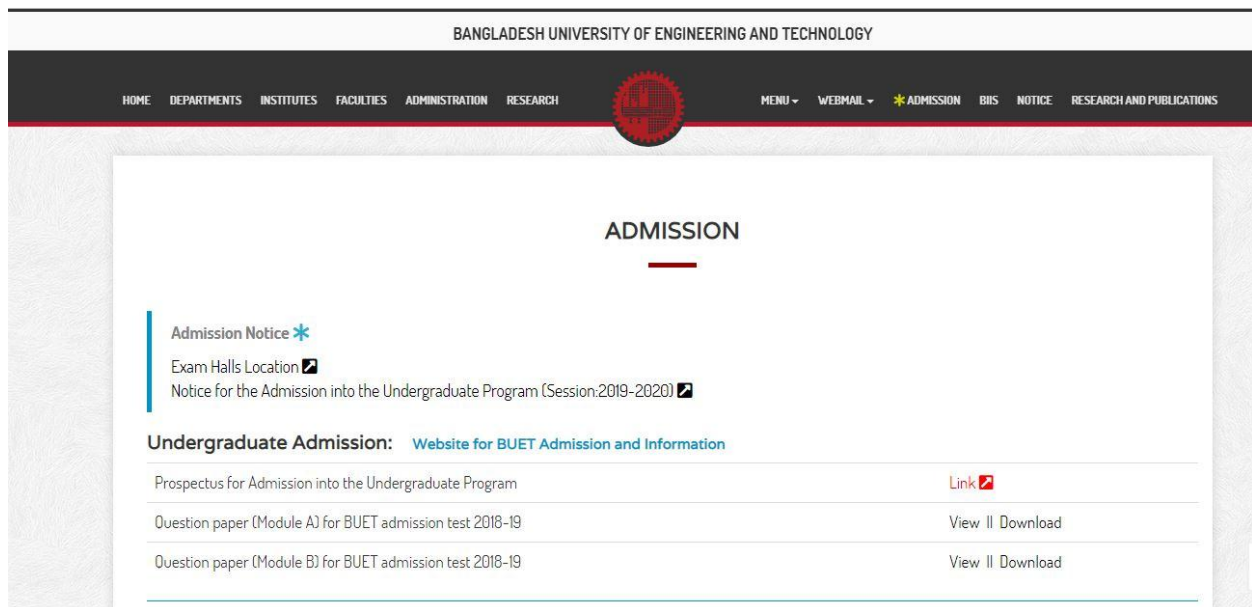 BANGLADESH UNIVERSITY OF ENGINEERING AND TECHNOLOGY
HOME DEPARTMENTS INSTITUTES FACULTIES ADMINISTRATION RESEARCH MENU WEBMAIL ADMISSION BIIS NOTICE RESEARCH AND PUBLICATIONS
ADMISSION
Admission Notice
Exam Halls Location
Notice for the Admission into the Undergraduate Program (Session:2019-2020)
Undergraduate Admission: Website for BUET Admission and Information
Prospectus for Admission into the Undergraduate Program Link
Question paper (Module A) for BUET admission test 2018-19 View || Download
Question paper (Module B) for BUET admission test 2018-19 View || Download